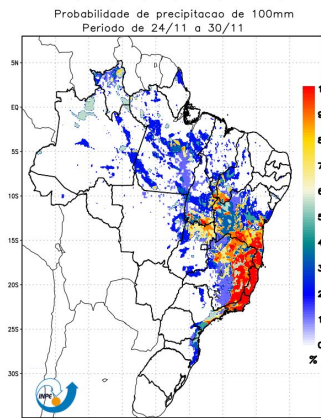 Probabilidade de precipitacao de 100mm
Periodo de 24/11 a 30/11
5N
EQ
5S
10S
15S
20S
25S
30S
%
INPE